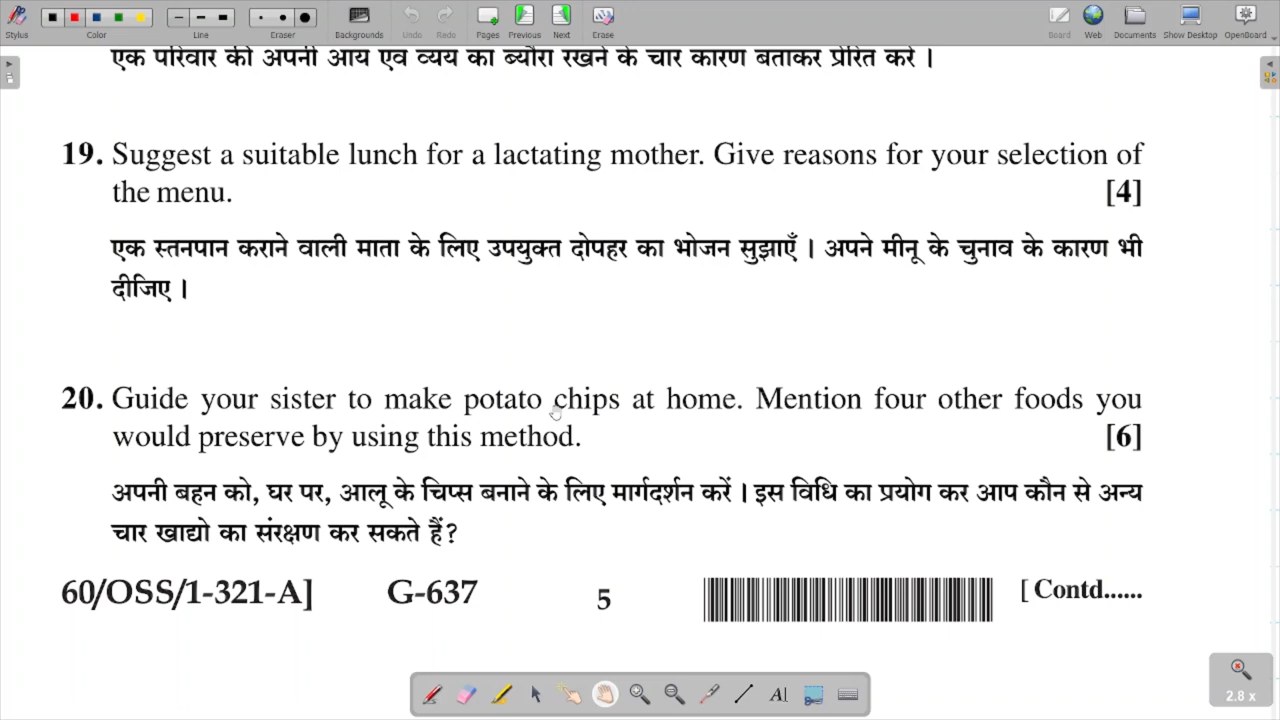 Stylus
Color
Line
Eraser
Backgrounds
Undo
Redo
Pages
Previous
Next
Erase
Board
Web
Documents
Show Desktop
OpenBoard
एक परिवार की अपनी आय एवं व्यय का ब्यौरा रखने के चार कारण बताकर प्रेरित करें ।
19. Suggest a suitable lunch for a lactating mother. Give reasons for your selection of
the menu. [4]
एक स्तनपान कराने वाली माता के लिए उपयुक्त दोपहर का भोजन सुझाएँ । अपने मीनू के चुनाव के कारण भी
दीजिए ।
20. Guide your sister to make potato chips at home. Mention four other foods you
would preserve by using this method. [6]
अपनी बहन को, घर पर, आलू के चिप्स बनाने के लिए मार्गदर्शन करें । इस विधि का प्रयोग कर आप कौन से अन्य
चार खाद्यो का संरक्षण कर सकते हैं?
60/OSS/1-321-A] G-637 5 [ Contd......
AI
2.8 x